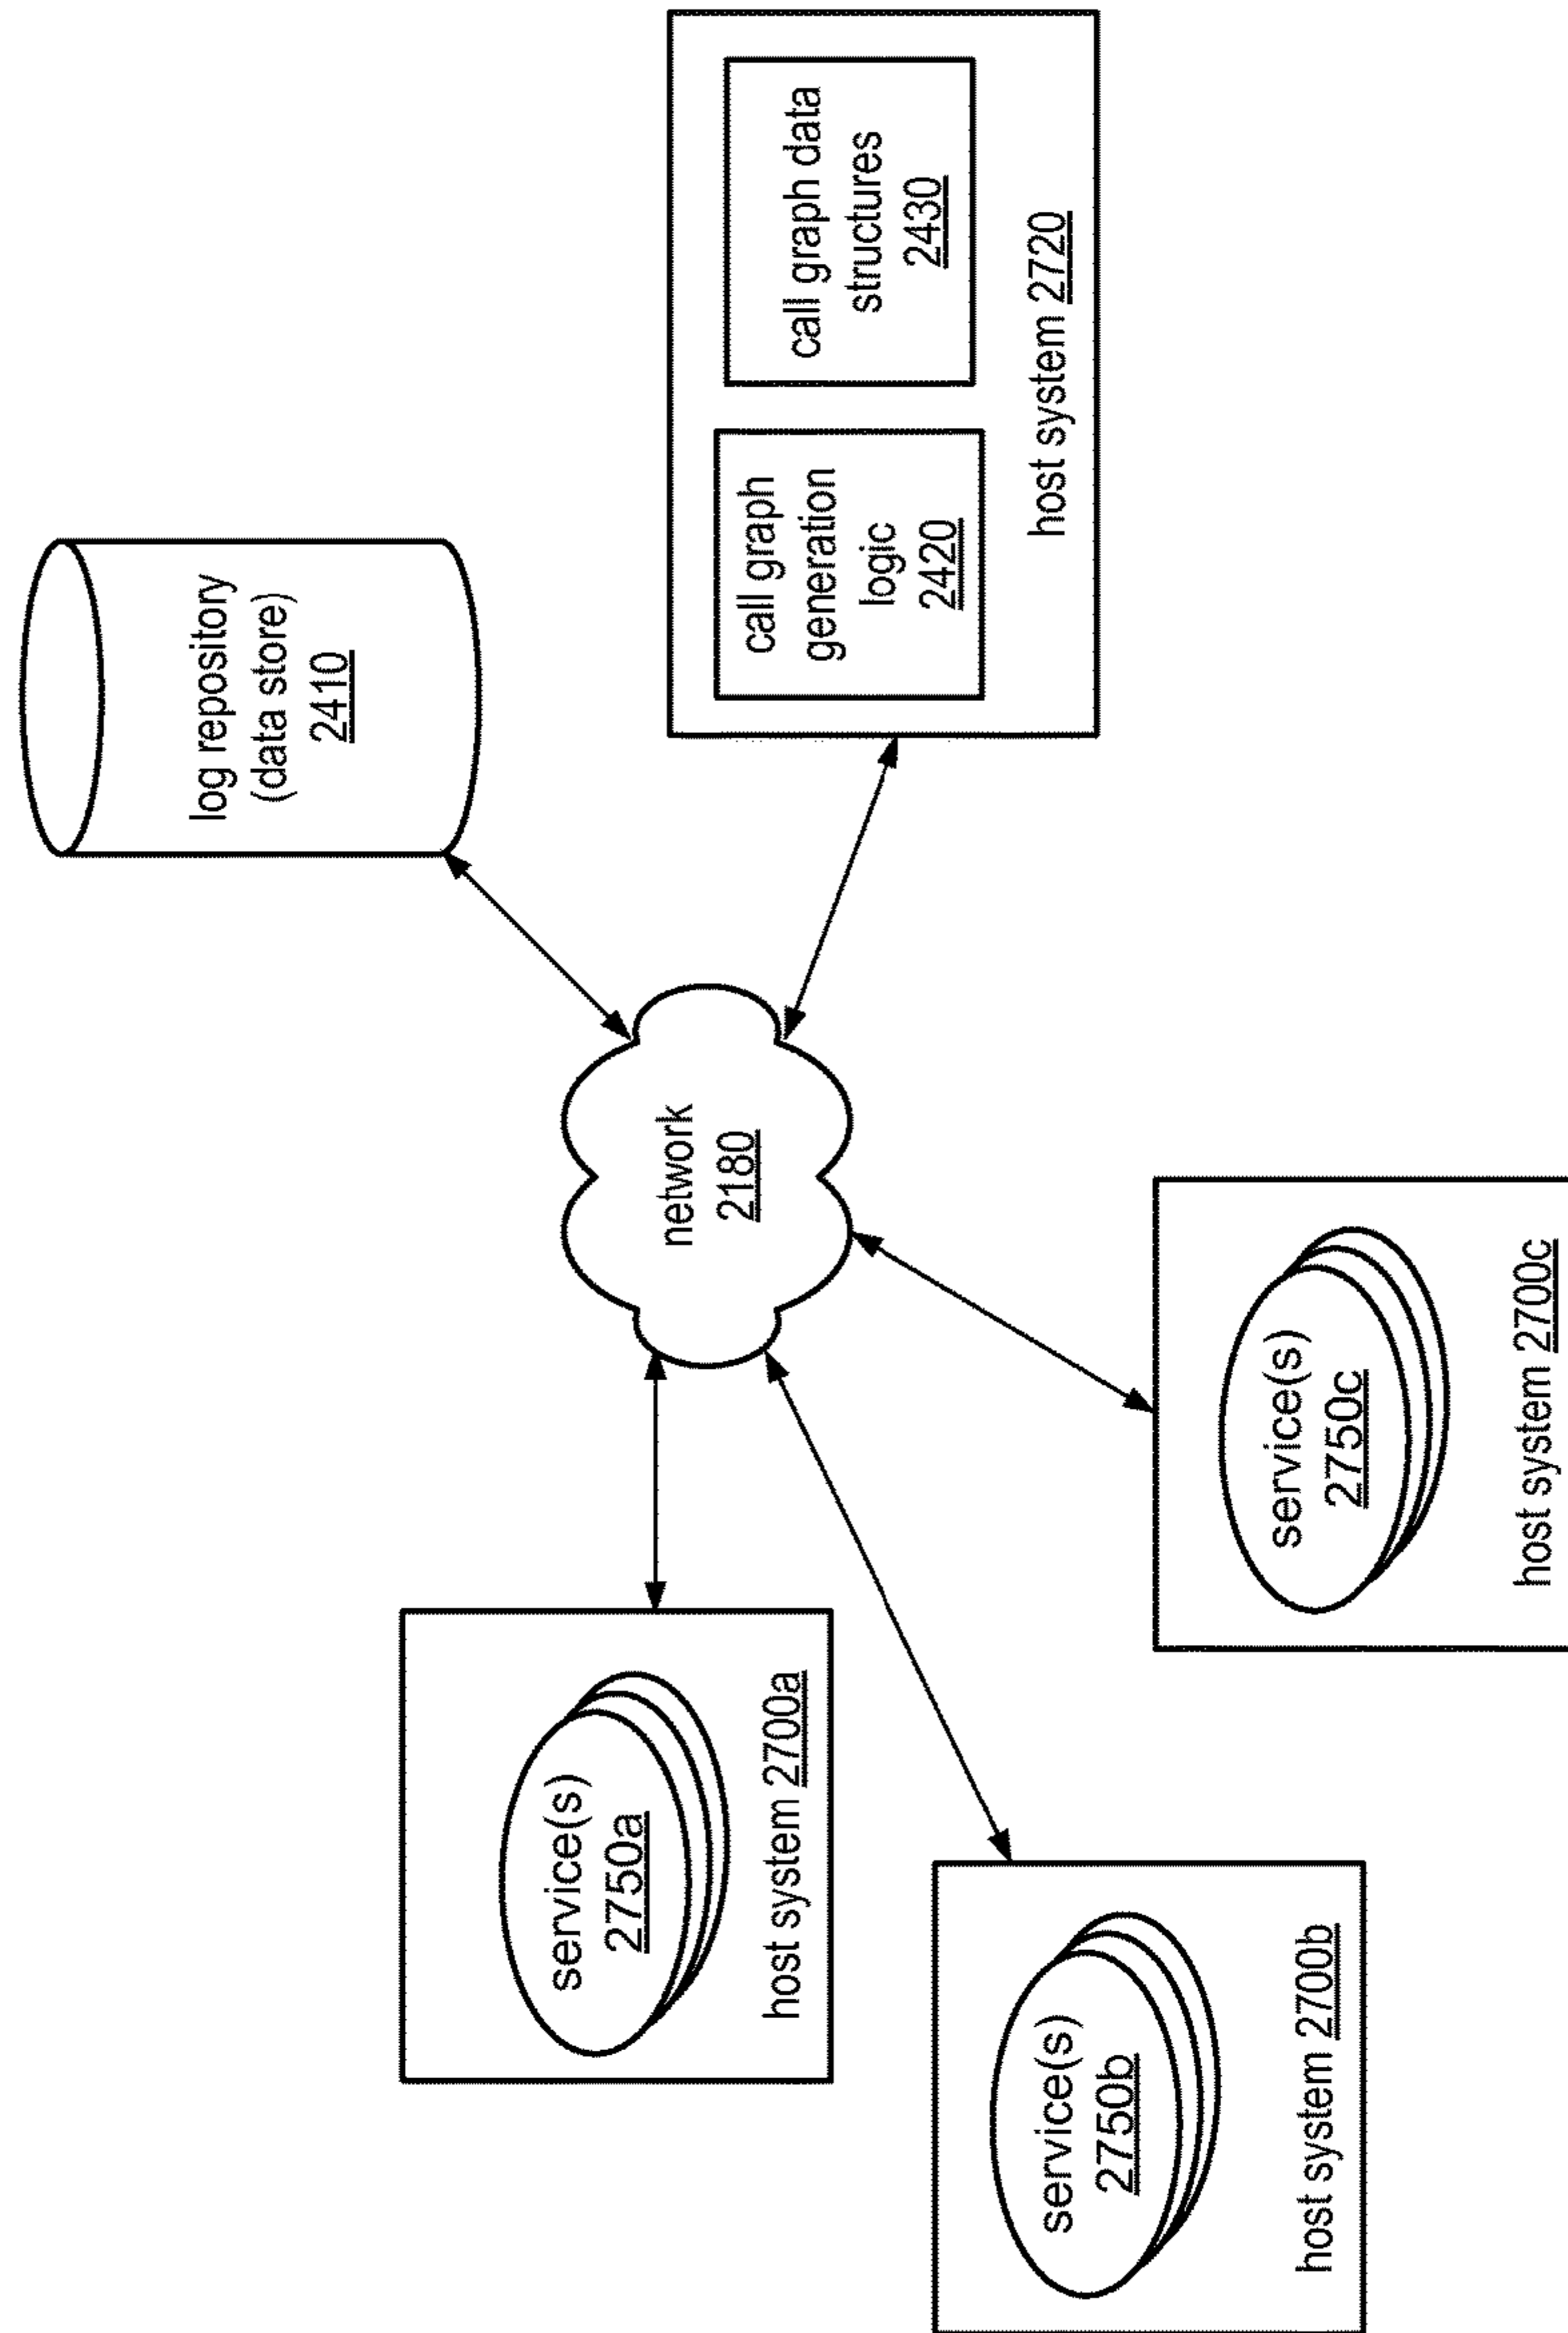 service(s)
2750a
host system 2700a
service(s)
2750b
host system 2700b
service(s)
2750c
host system 2700c
network
2180
log repository
(data store)
2410
call graph
generation
logic
2420
call graph data
structures
2430
host system 2720